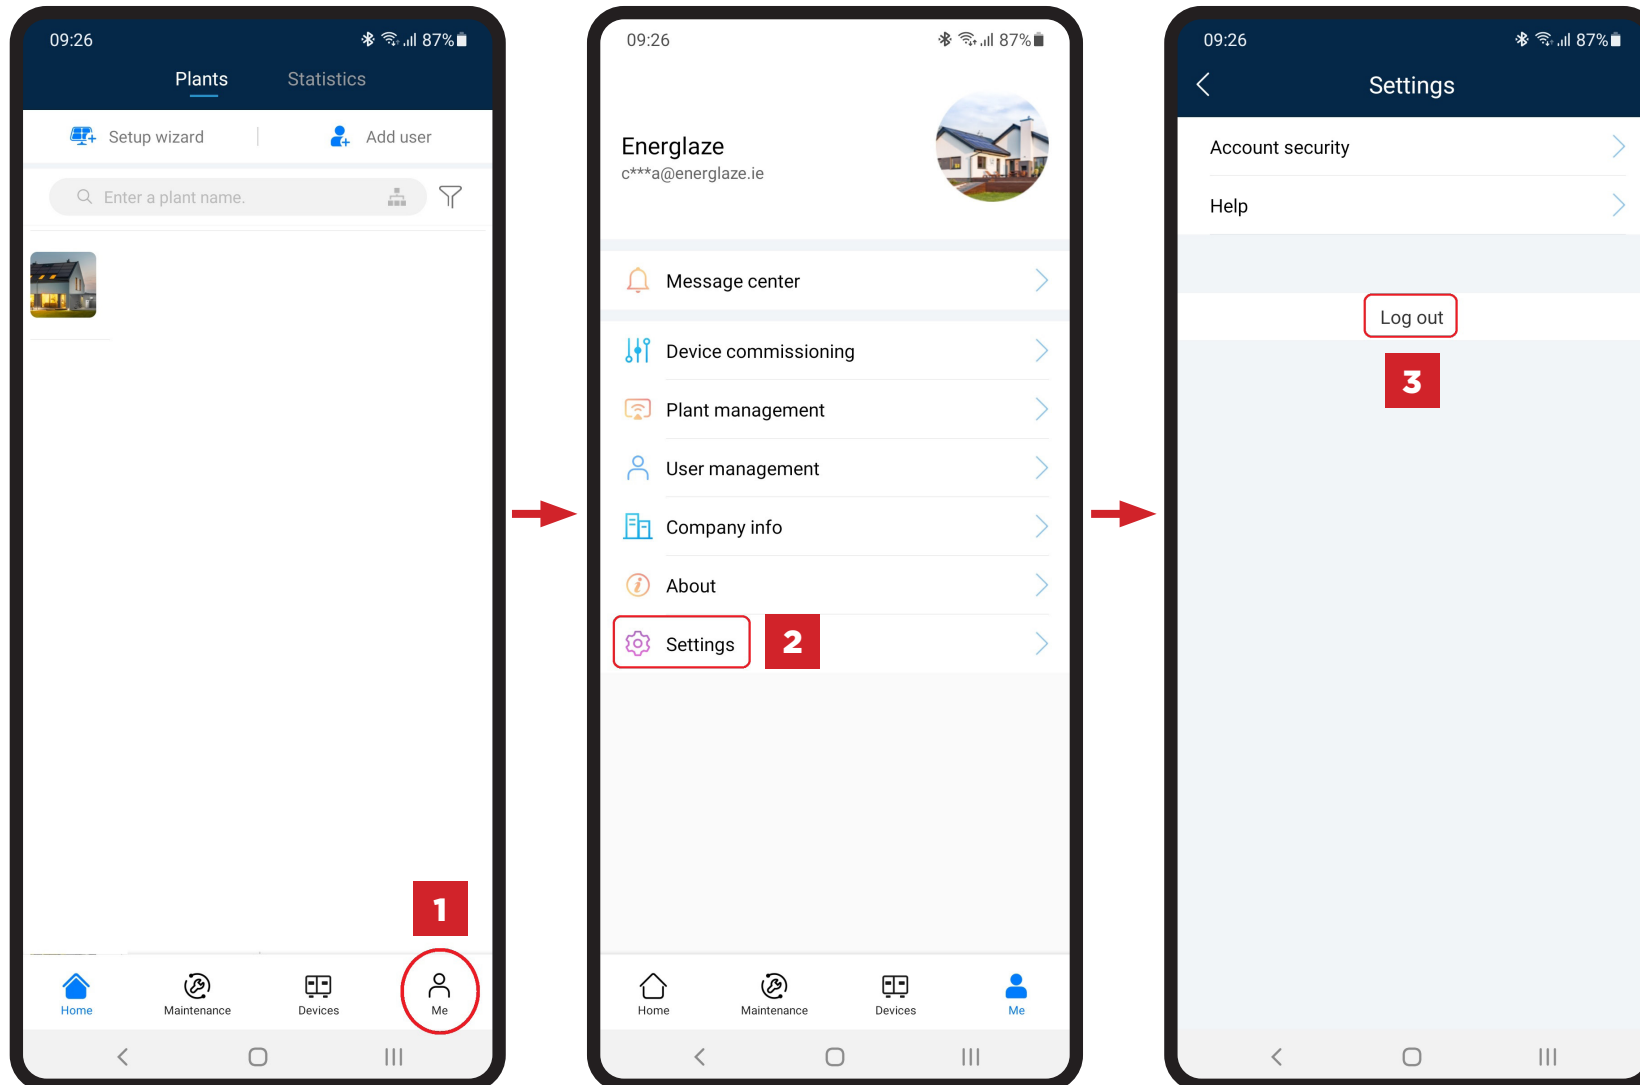 09:26 87%
Plants Statistics
Setup wizard Add user
Enter a plant name.
1
Home Maintenance Devices Me
09:26 87%
Energlaze
c***a@energlaze.ie
Message center
Device commissioning
Plant management
User management
Company info
About
Settings 2
Home Maintenance Devices Me
09:26 87%
Settings
Account security
Help
Log out
3